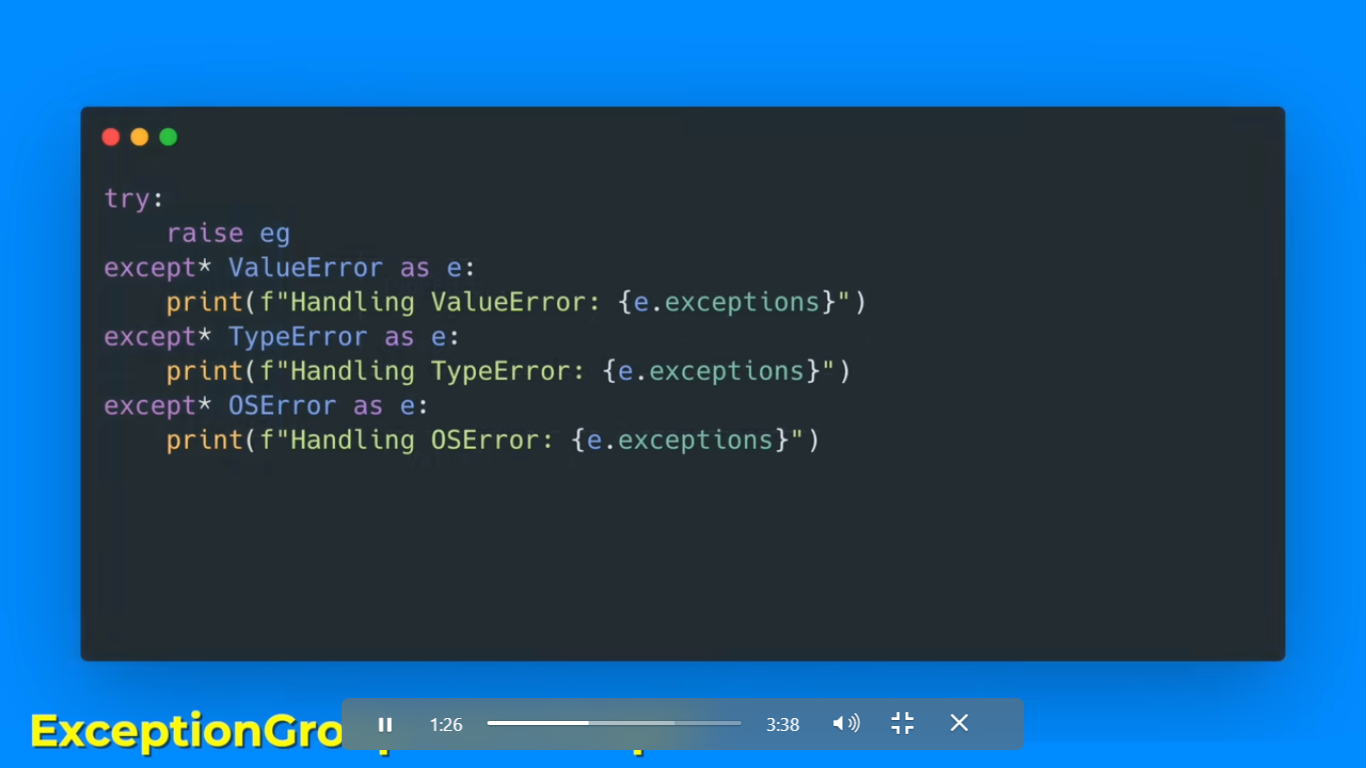 try:
    raise eg
except* ValueError as e:
    print(f"Handling ValueError: {e.exceptions}")
except* TypeError as e:
    print(f"Handling TypeError: {e.exceptions}")
except* OSError as e:
    print(f"Handling OSError: {e.exceptions}")
1:26
3:38